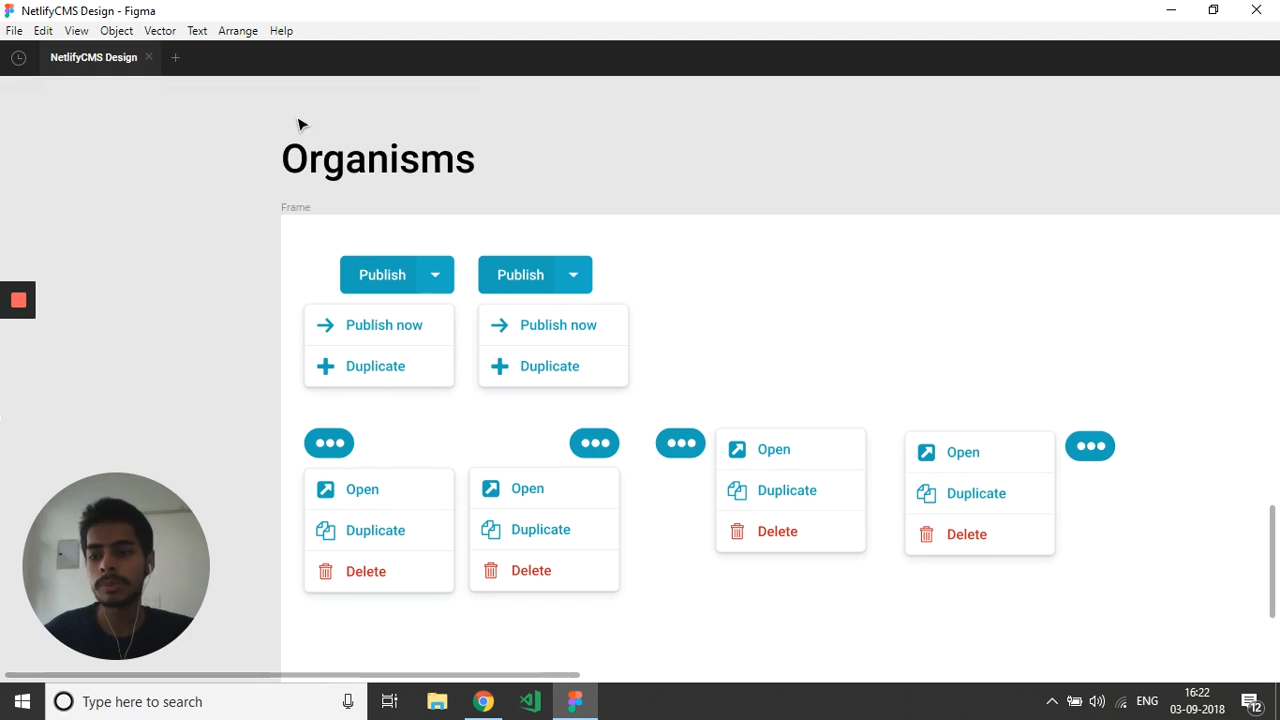 NetlifyCMS Design - Figma
File Edit View Object Vector Text Arrange Help
NetlifyCMS Design
Organisms
Frame
Publish Publish
Publish now Publish now
Duplicate Duplicate
Open Open Open Open
Duplicate Duplicate Duplicate Duplicate
Delete Delete Delete Delete
Type here to search
ENG
16:22
03-09-2018
12